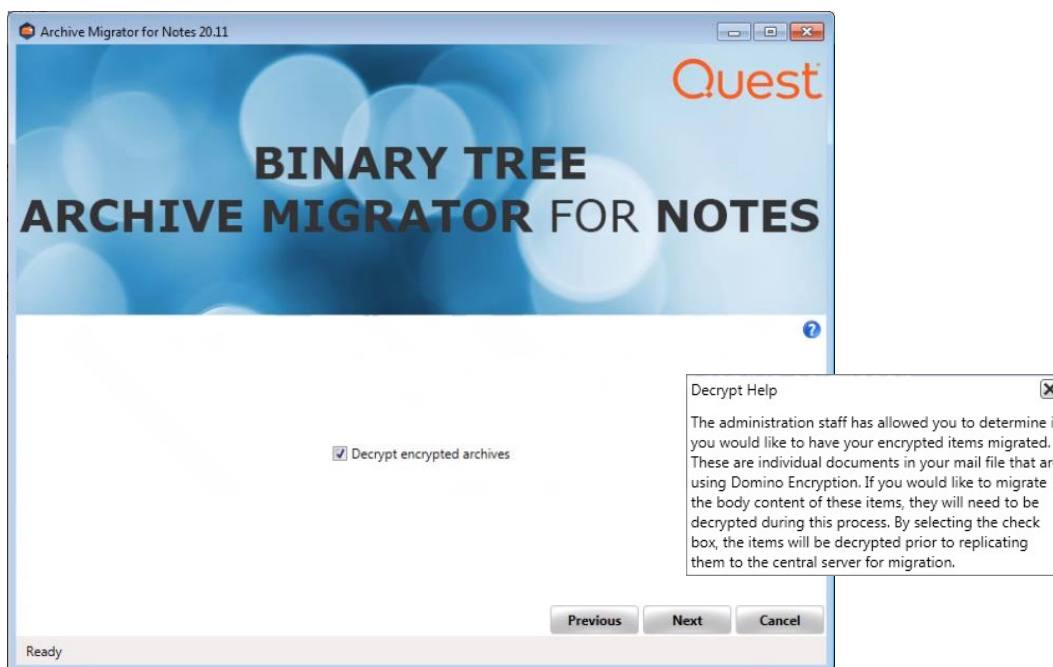 Archive Migrator for Notes 20.11
Quest
BINARY TREE
ARCHIVE MIGRATOR FOR NOTES
Decrypt encrypted archives
Decrypt Help
The administration staff has allowed you to determine i
you would like to have your encrypted items migrated.
These are individual documents in your mail file that ar
using Domino Encryption. If you would like to migrate
the body content of these items, they will need to be
decrypted during this process. By selecting the check
box, the items will be decrypted prior to replicating
them to the central server for migration.
Previous Next Cancel
Ready